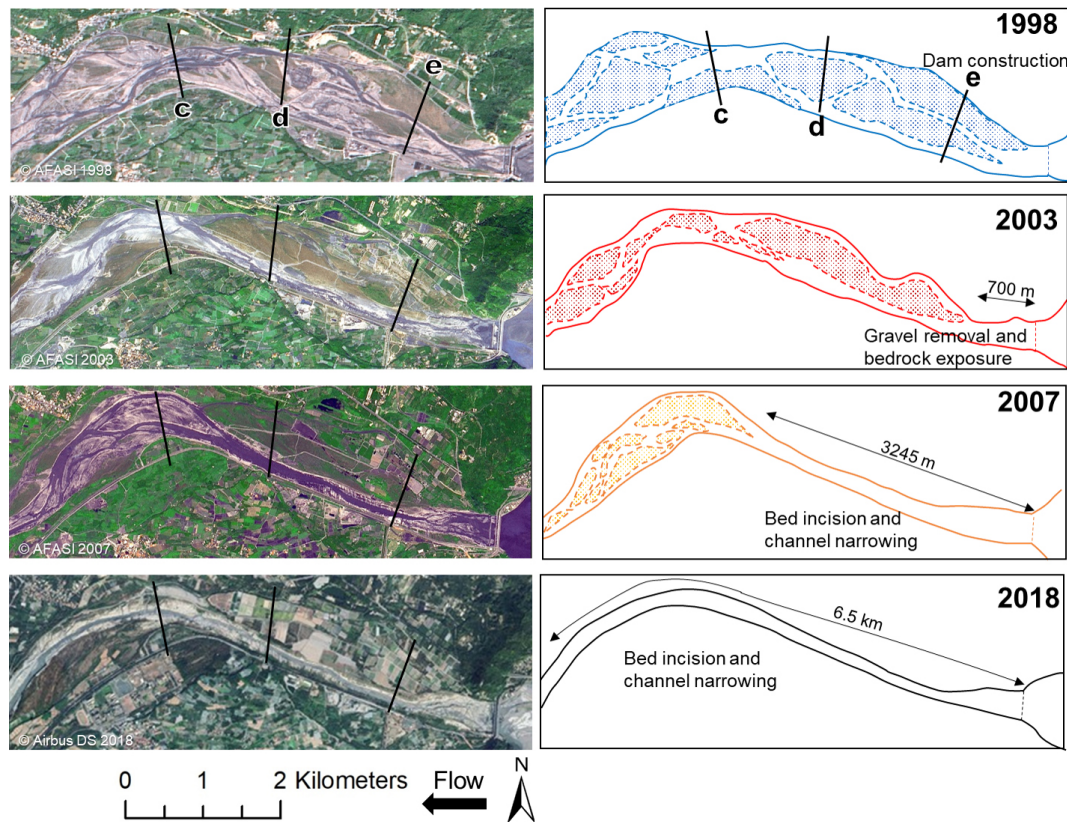 c
d
e
© AFASI 1998
1998
Dam construction
e
c
d
© AFASI 2003
2003
700 m
Gravel removal and
bedrock exposure
© AFASI 2007
2007
3245 m
Bed incision and
channel narrowing
© Airbus DS 2018
2018
6.5 km
Bed incision and
channel narrowing
0 1 2 Kilometers
Flow
N